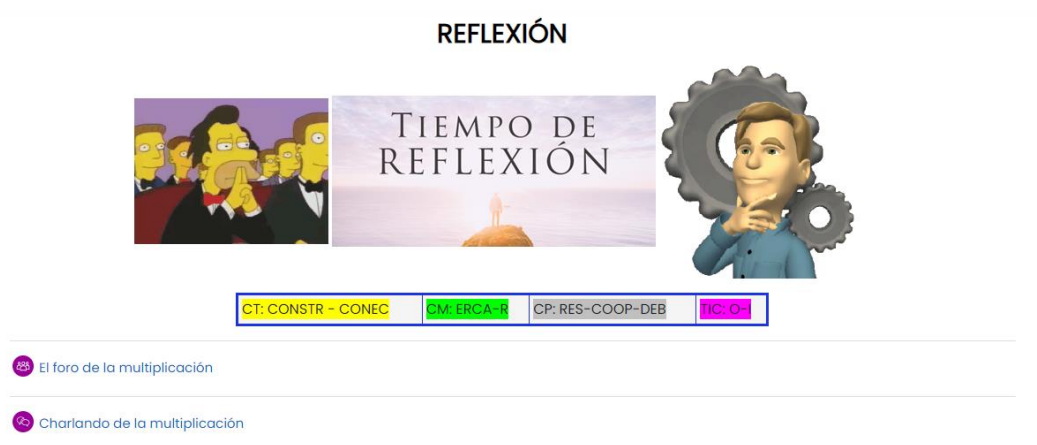 REFLEXIÓN
TIEMPO DE
REFLEXIÓN
CT: CONSTR - CONEC CM: ERCA-R CP: RES-COOP-DEB TIC: O-I
El foro de la multiplicación
Charlando de la multiplicación